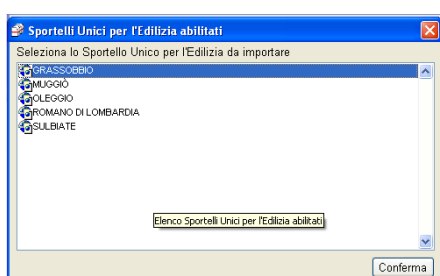 Sportelli Unici per l'Edilizia abilitati
Seleziona lo Sportello Unico per l'Edilizia da importare
GRASSOBBIO
MUGGIÒ
OLEGGIO
ROMANO DI LOMBARDIA
SULBIATE
Elenco Sportelli Unici per l'Edilizia abilitati
Conferma